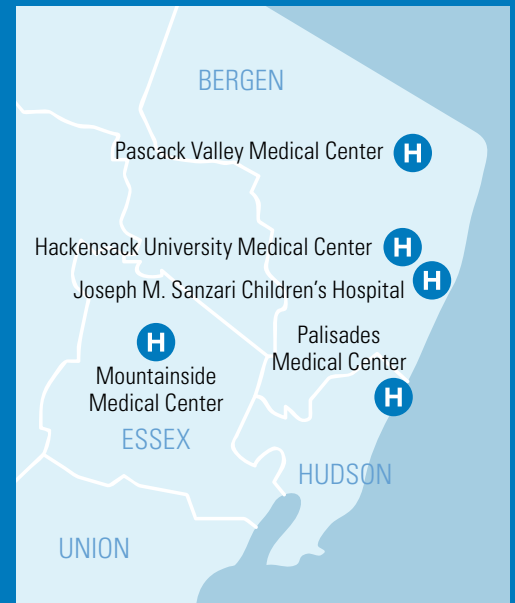 BERGEN
Pascack Valley Medical Center H
Hackensack University Medical Center H
Joseph M. Sanzari Children's Hospital H
H
Mountainside
Medical Center
Palisades
Medical Center
H
ESSEX
HUDSON
UNION